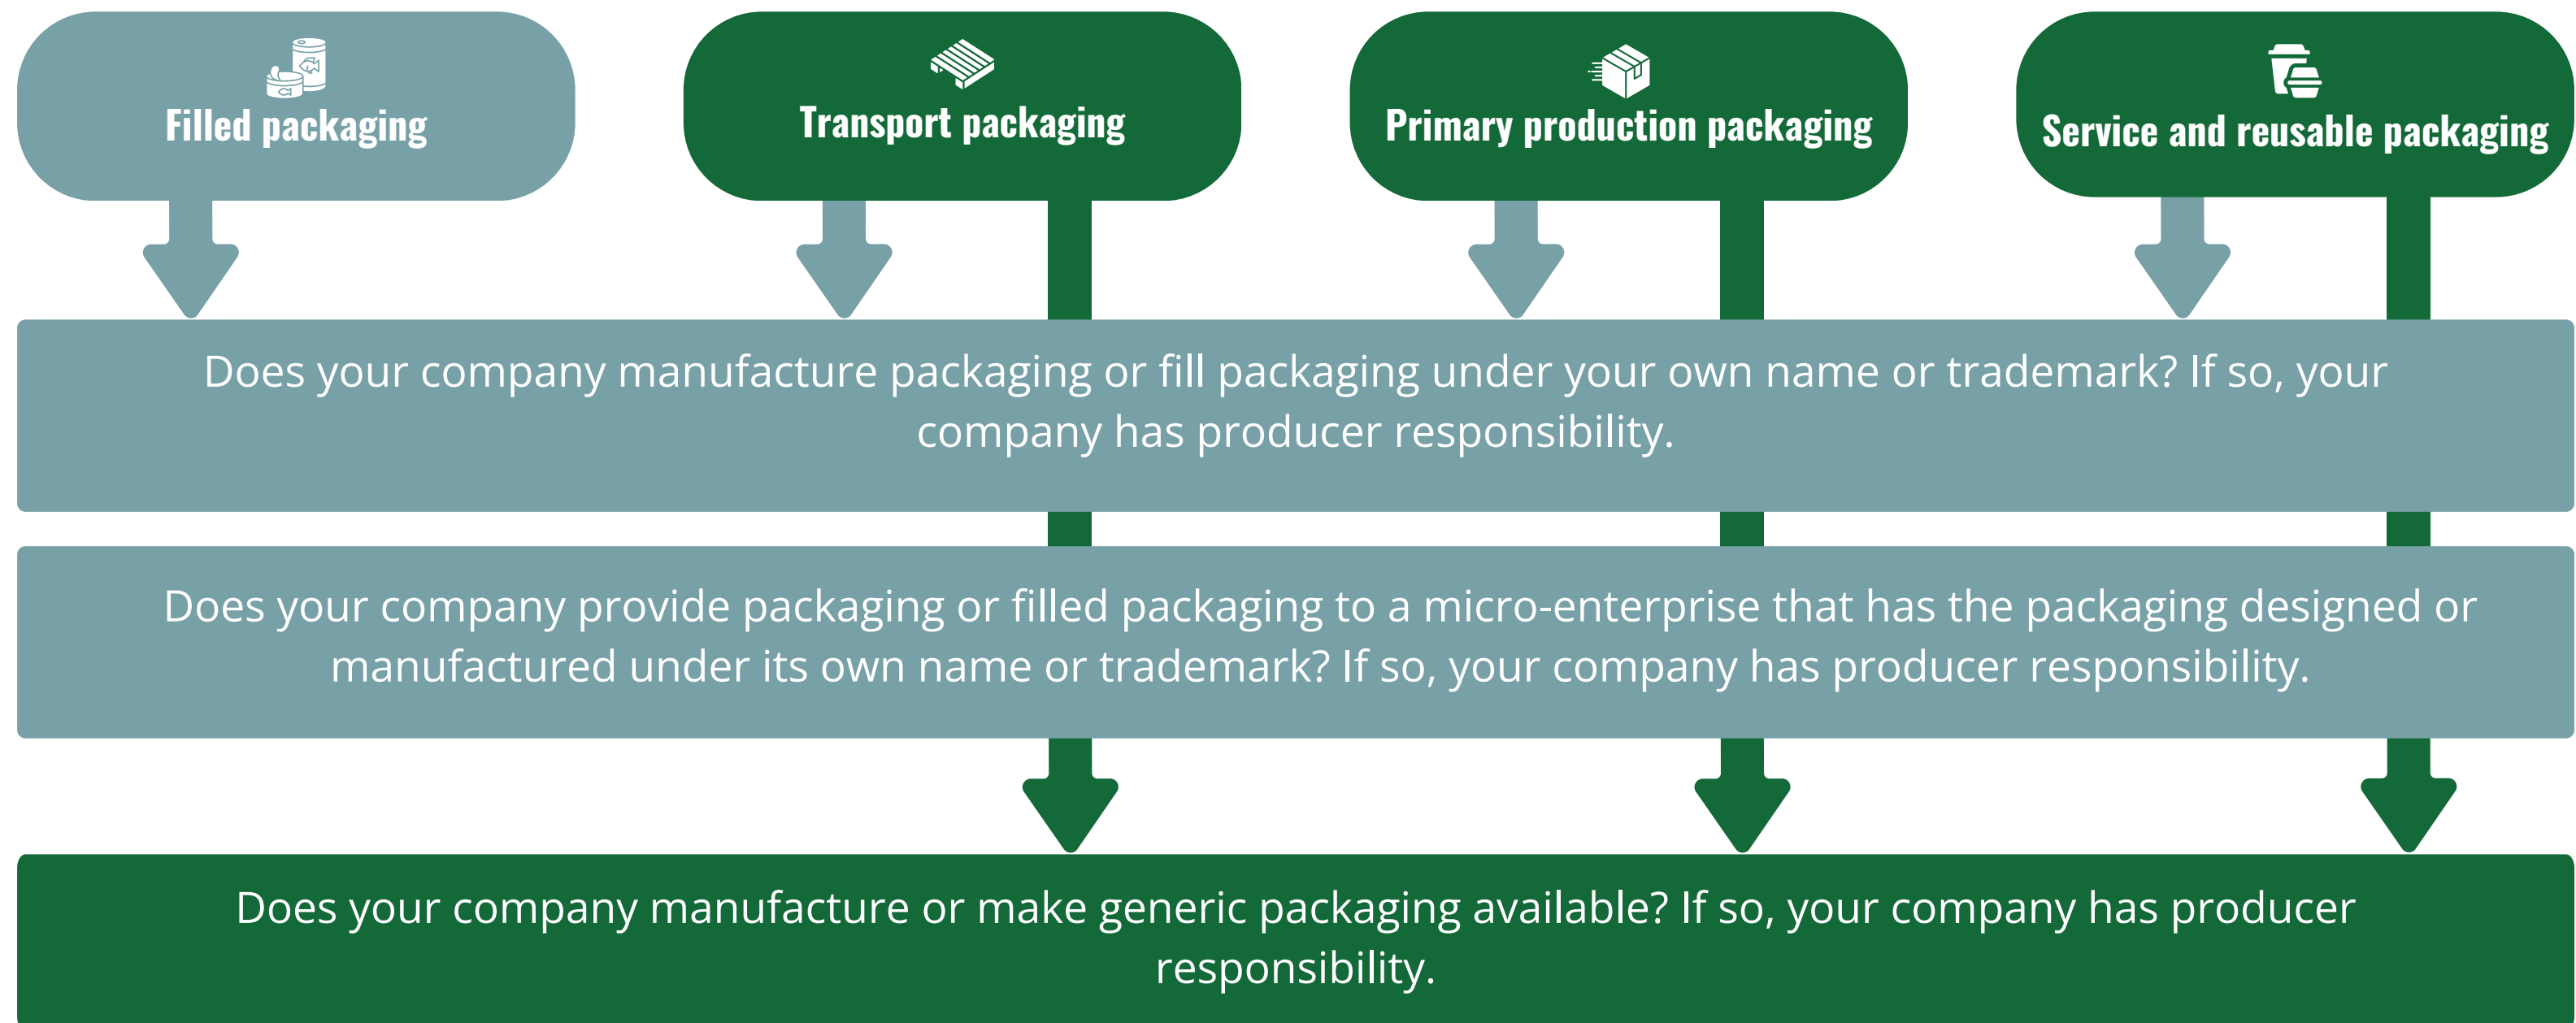 Filled packaging
Transport packaging
Primary production packaging
Service and reusable packaging
Does your company manufacture packaging or fill packaging under your own name or trademark? If so, your
company has producer responsibility.
Does your company provide packaging or filled packaging to a micro-enterprise that has the packaging designed or
manufactured under its own name or trademark? If so, your company has producer responsibility.
Does your company manufacture or make generic packaging available? If so, your company has producer
responsibility.